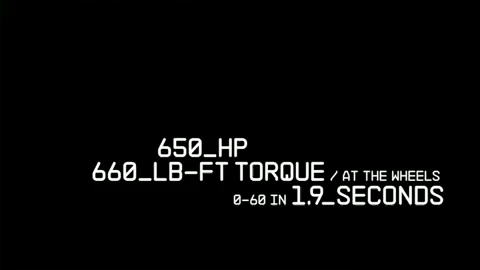 650_HP
660_LB-FT TORQUE / AT THE WHEELS
0-60 IN 1.9_SECONDS